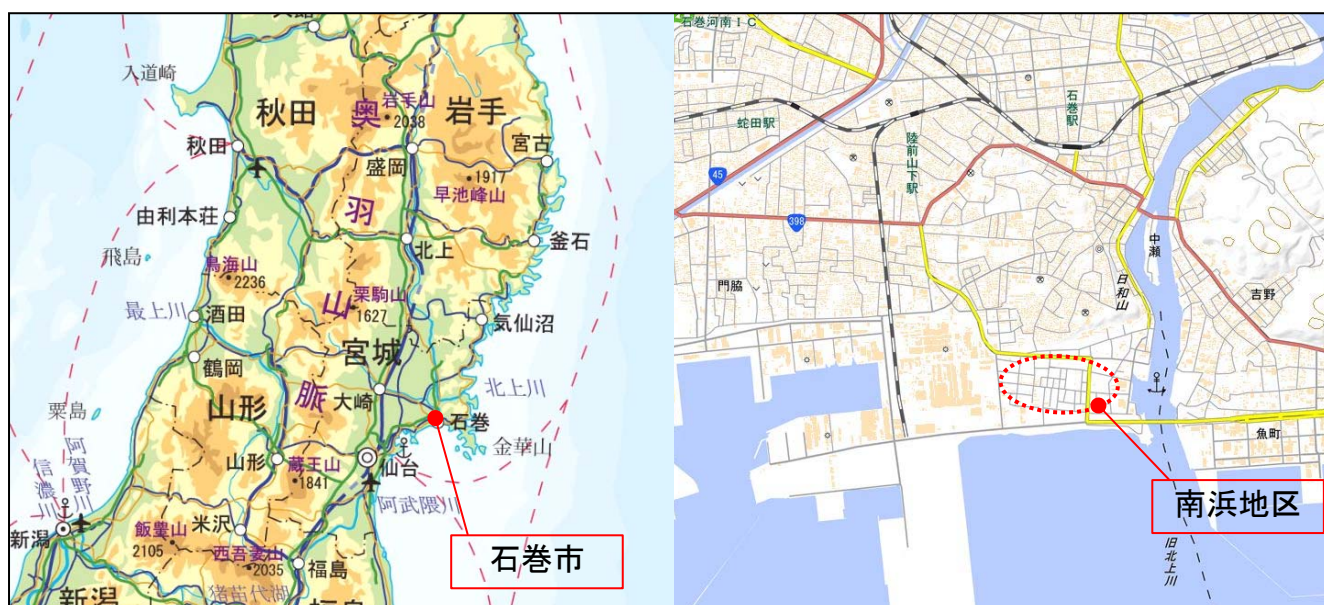 入道崎
秋田
奥
岩手山
2038
岩手
秋田
盛岡
宮古
1917
早池峰山
羽
由利本荘
北上
釜石
飛島
鳥海山
2236
栗駒山
1627
山
最上川
酒田
気仙沼
鶴岡
宮城
脈
大崎
北上川
粟島
山形
石巻
金華山
阿賀野川
信濃川
山形
蔵王山
1841
仙台
阿武隈川
新潟
飯豊山
2105
米沢
西吾妻山
2035
福島
猪苗代湖
新潟
石巻市
石巻河南IC
石巻駅
蛇田駅
陸前山下駅
45
398
中瀬
門脇
日和山
吉野
魚町
南浜地区
旧北上川